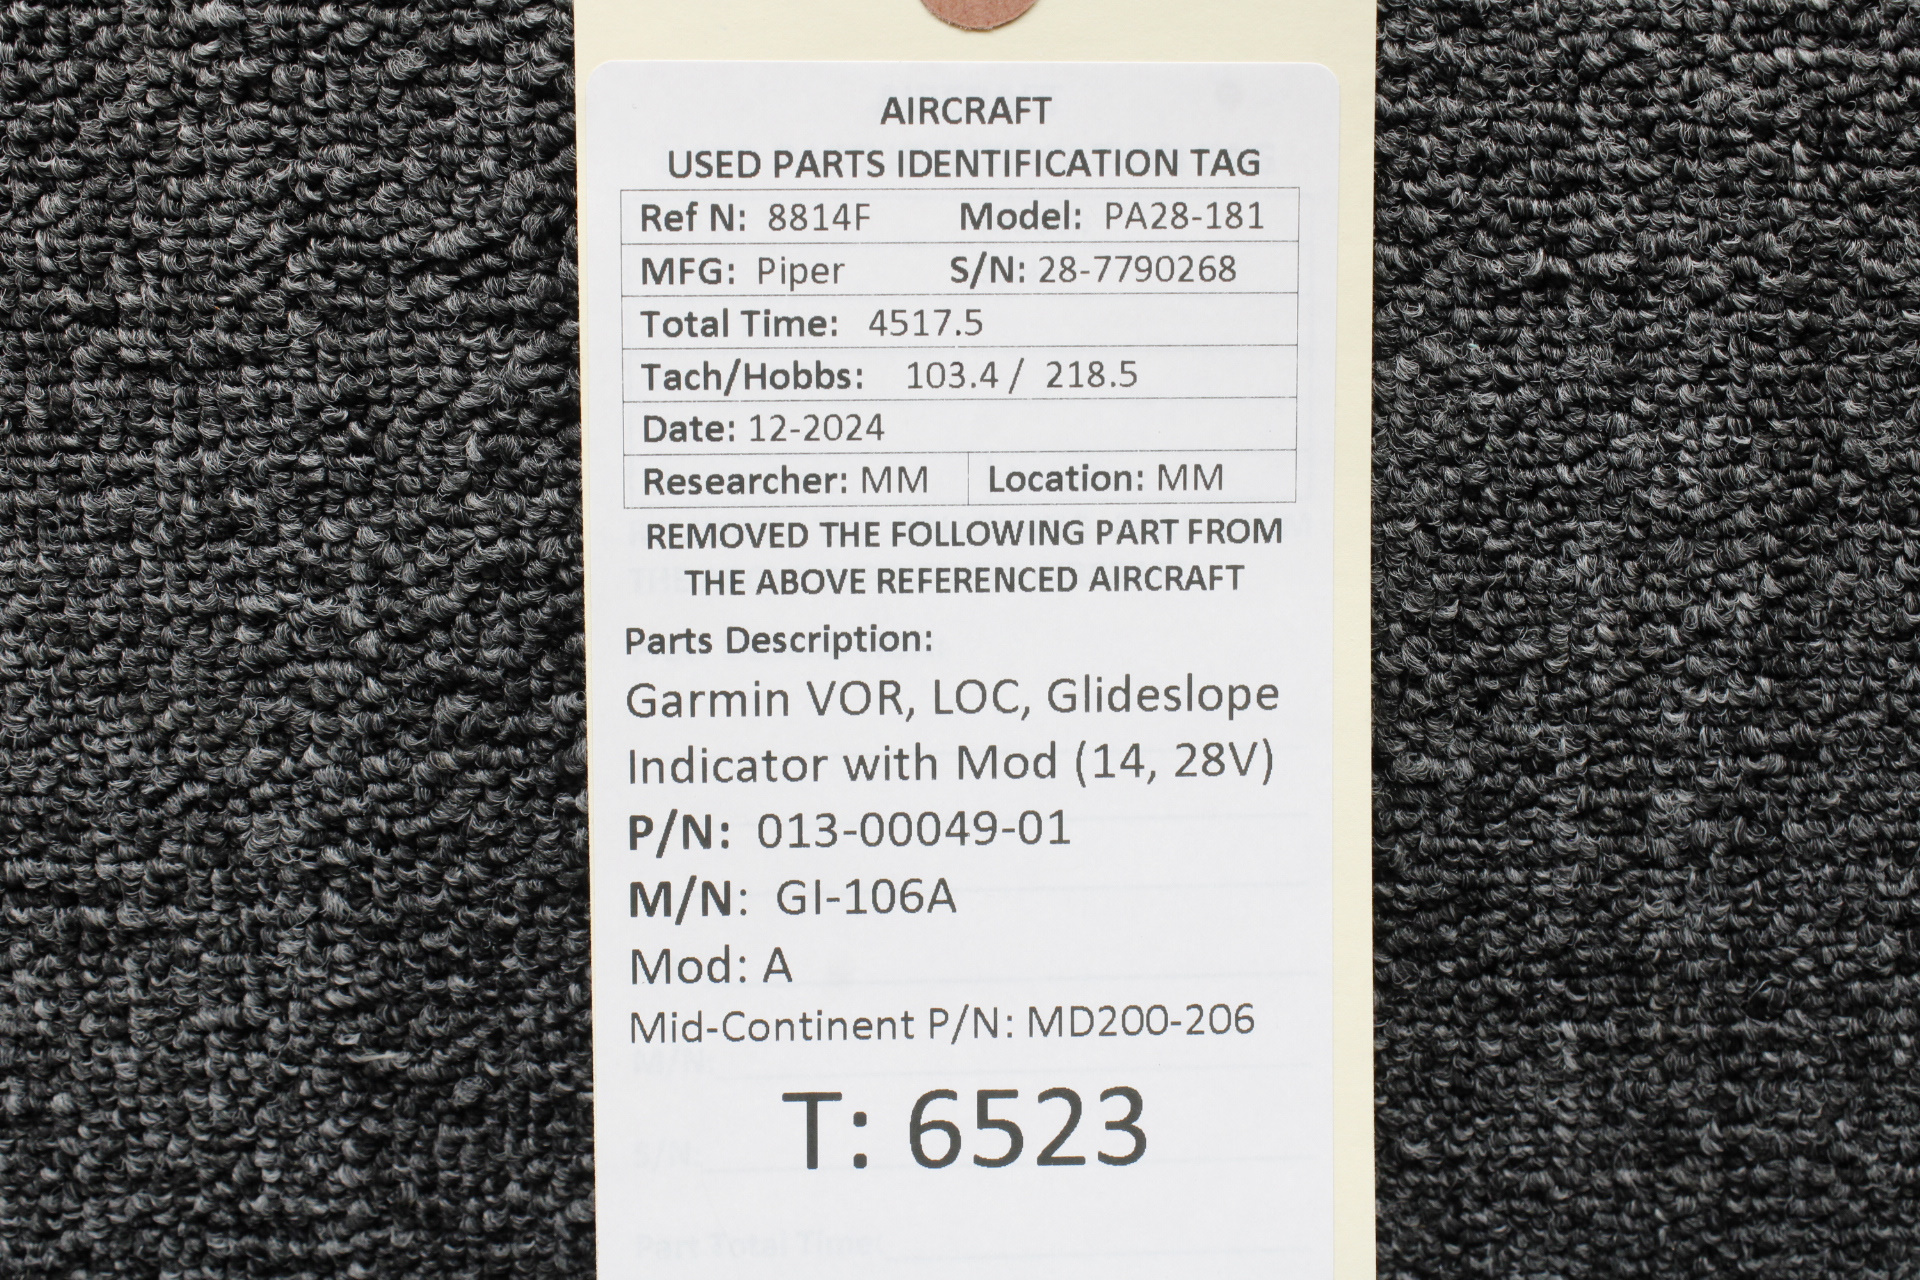 AIRCRAFT
USED PARTS IDENTIFICATION TAG
Ref N: 8814F Model: PA28-181
MFG: Piper S/N: 28-7790268
Total Time: 4517.5
Tach/Hobbs: 103.4 / 218.5
Date: 12-2024
Researcher: MM Location: MM
REMOVED THE FOLLOWING PART FROM
THE ABOVE REFERENCED AIRCRAFT
Parts Description:
Garmin VOR, LOC, Glideslope
Indicator with Mod (14, 28V)
P/N: 013-00049-01
M/N: GI-106A
Mod: A
Mid-Continent P/N: MD200-206
M/N:
T: 6523
S/N:
Part Total Time: